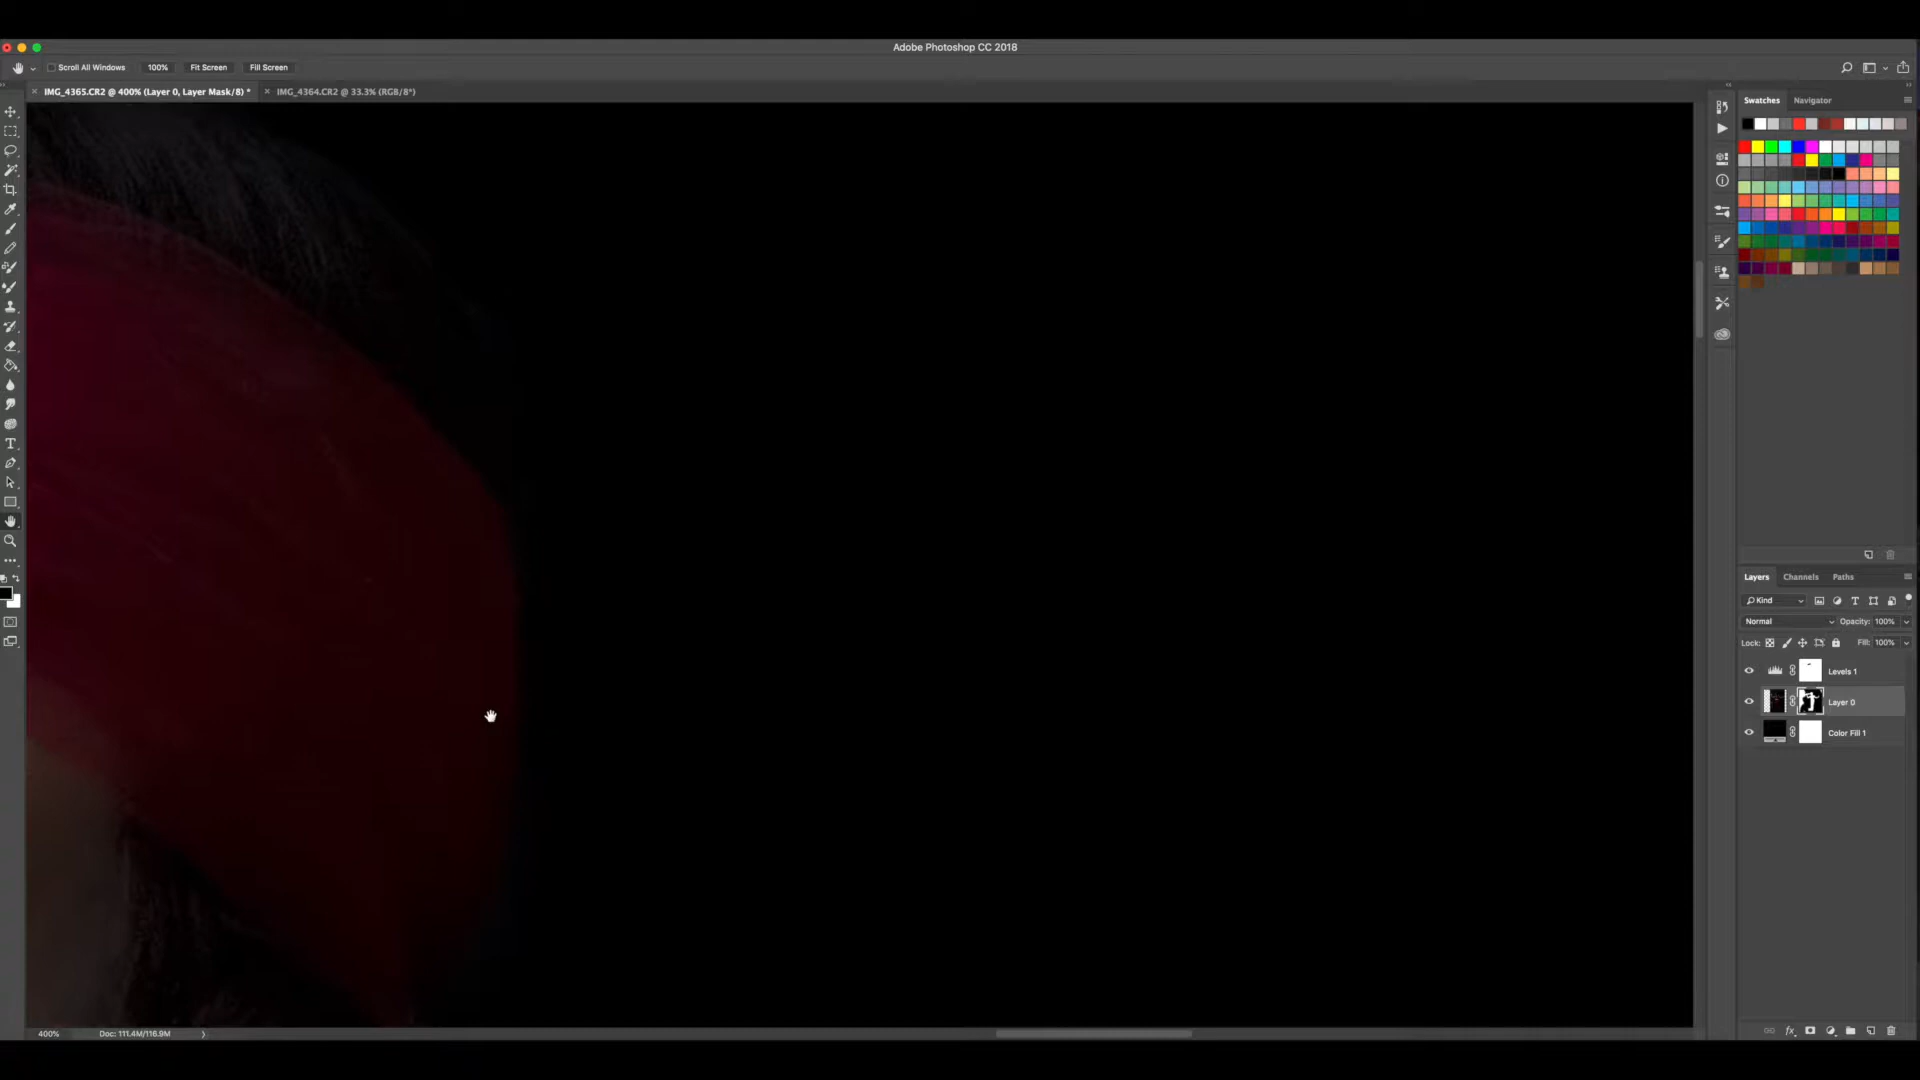 Adobe Photoshop CC 2018
Scroll All Windows 100% Fit Screen Fill Screen
IMG_4365.CR2 @ 400% (Layer 0, Layer Mask/8) * IMG_4364.CR2 @ 33.3% (RGB/8*)
Swatches Navigator
Layers Channels Paths
Kind
Normal Opacity: 100%
Lock: Fill: 100%
Levels 1
Layer 0
Color Fill 1
400% Doc: 111.4M/116.9M